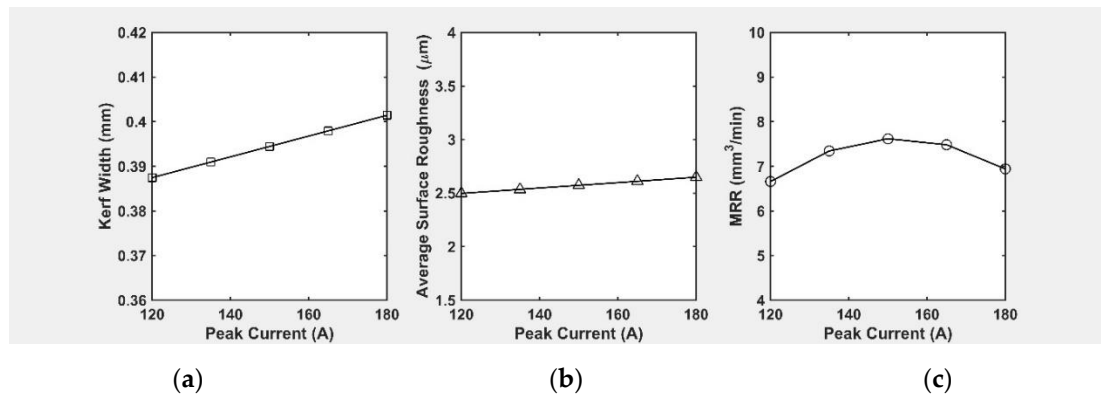 Kerf Width (mm)
0.42
0.41
0.4
0.39
0.38
0.37
0.36
120 140 160 180
Peak Current (A)
Average Surface Roughness (μm)
4
3.5
3
2.5
2
1.5
120 140 160 180
Peak Current (A)
MRR (mm³/min)
10
9
8
7
6
5
4
120 140 160 180
Peak Current (A)
(a) (b) (c)